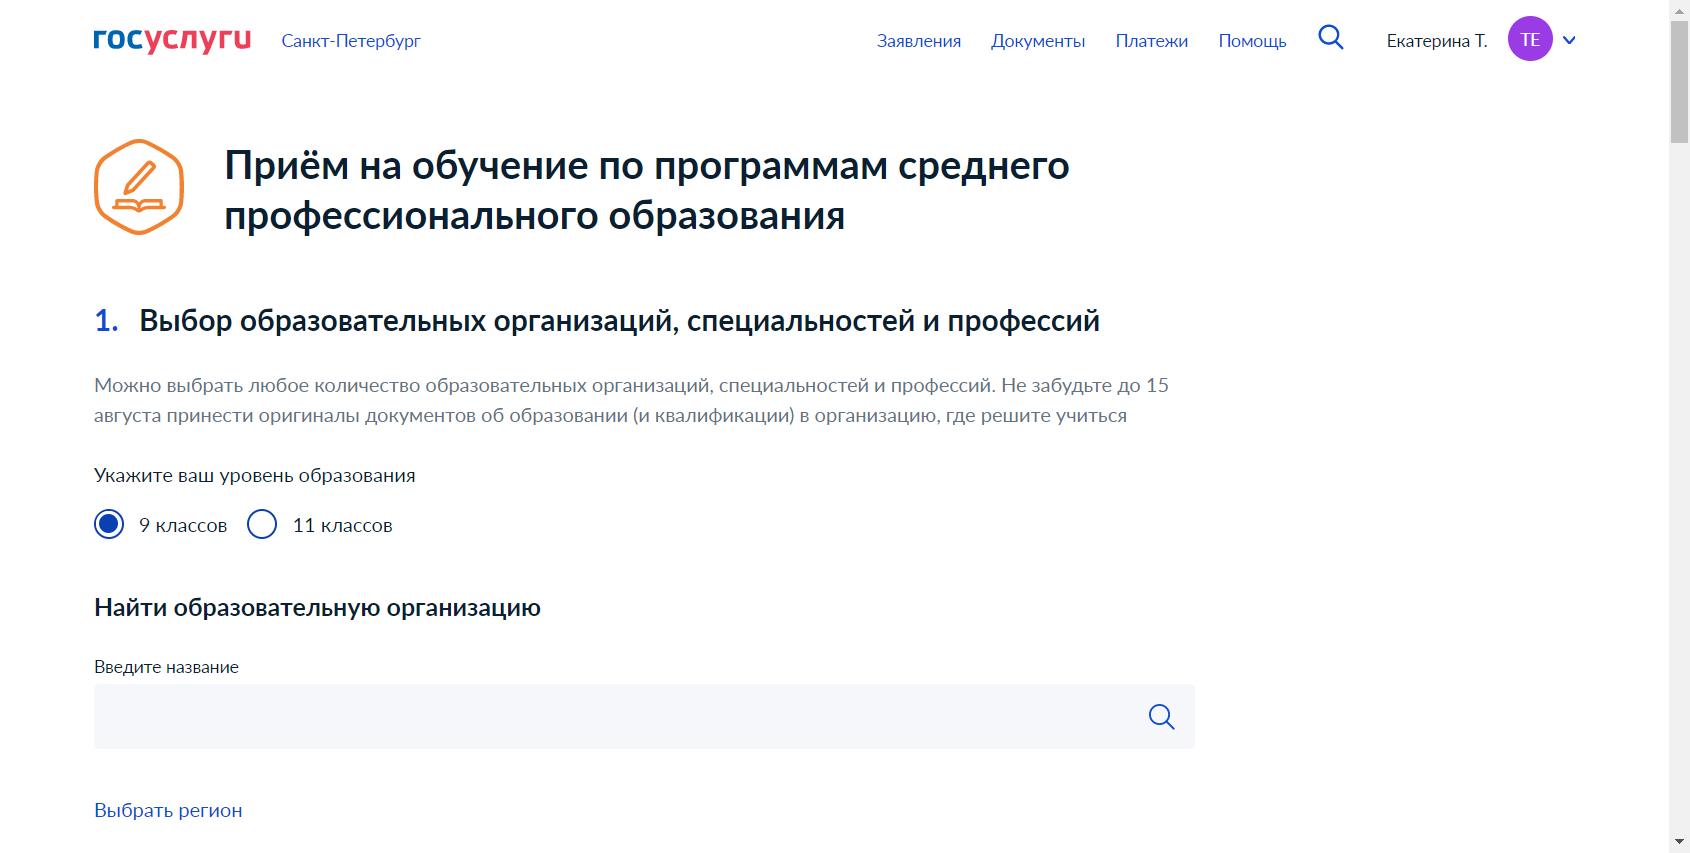 госуслуги Санкт-Петербург Заявления Документы Платежи Помощь Екатерина Т. ТЕ
Приём на обучение по программам среднего
профессионального образования
1. Выбор образовательных организаций, специальностей и профессий
Можно выбрать любое количество образовательных организаций, специальностей и профессий. Не забудьте до 15
августа принести оригиналы документов об образовании (и квалификации) в организацию, где решите учиться
Укажите ваш уровень образования
9 классов 11 классов
Найти образовательную организацию
Введите название
Выбрать регион